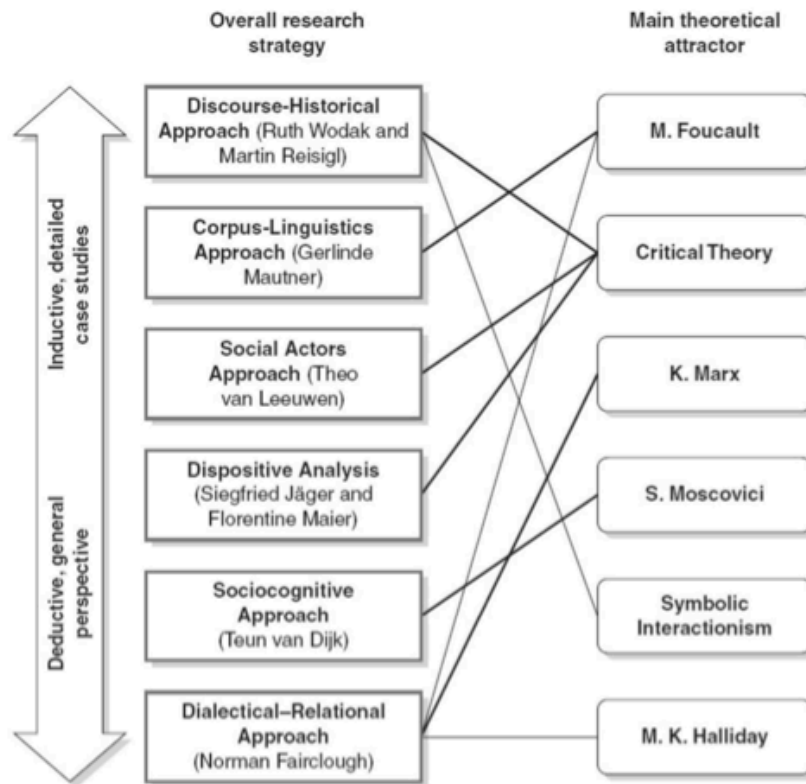 Overall research
strategy
Main theoretical
attractor
Inductive, detailed
case studies
Deductive, general
perspective
Discourse-Historical
Approach (Ruth Wodak and
Martin Reisigl)
Corpus-Linguistics
Approach (Gerlinde
Mautner)
Social Actors
Approach (Theo
van Leeuwen)
Dispositive Analysis
(Siegfried Jäger and
Florentine Maier)
Sociocognitive
Approach
(Teun van Dijk)
Dialectical–Relational
Approach
(Norman Fairclough)
M. Foucault
Critical Theory
K. Marx
S. Moscovici
Symbolic
Interactionism
M. K. Halliday